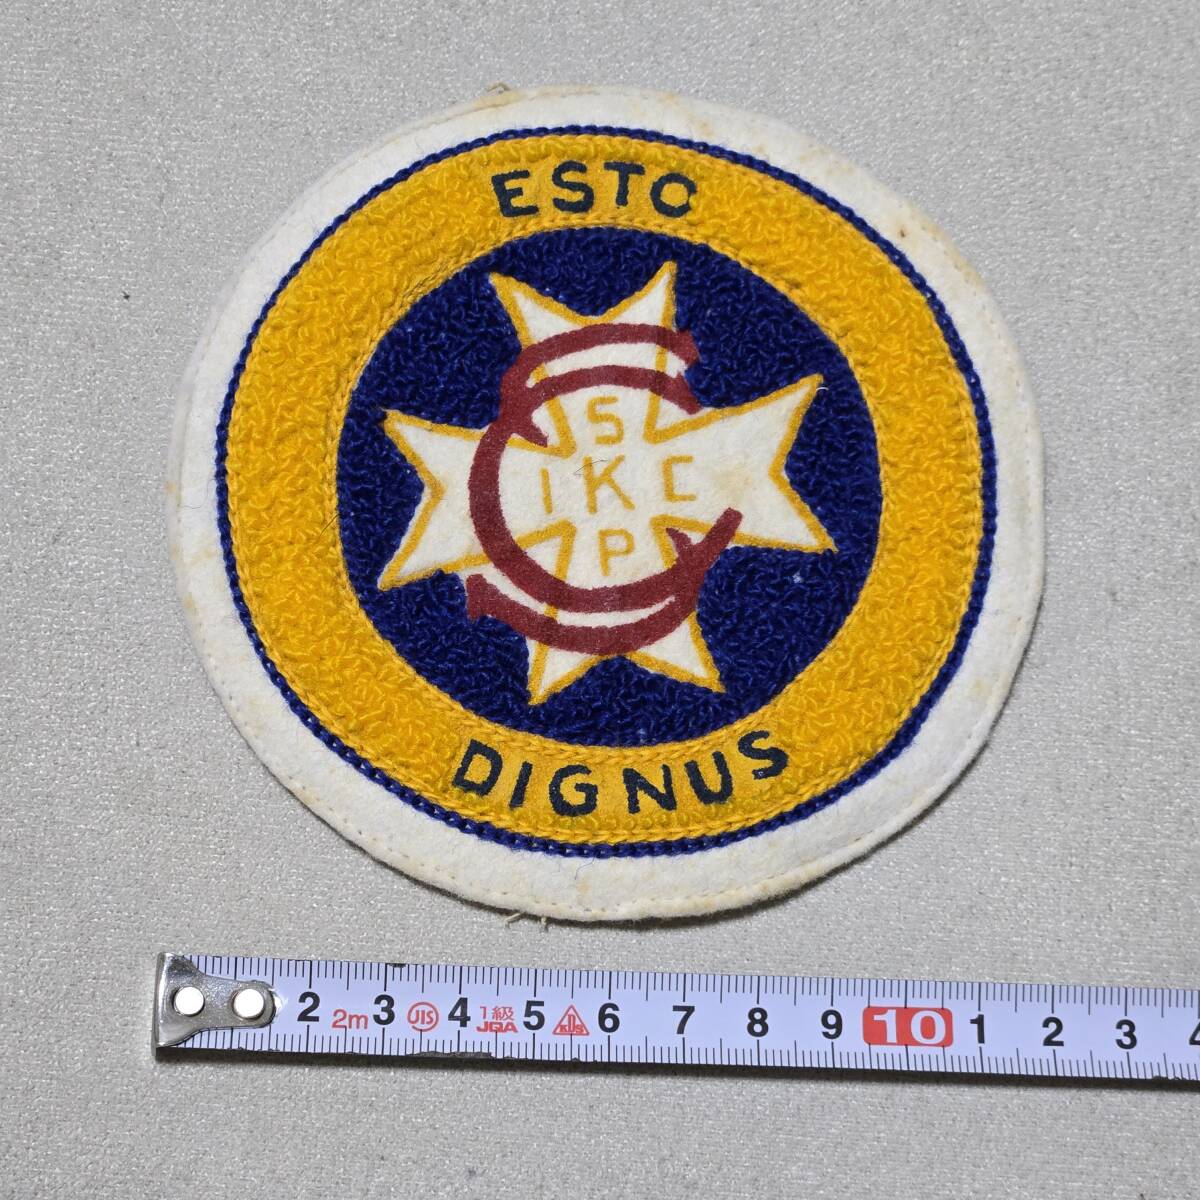 ESTO
S
I K C
P
DIGNUS
2 2m 3 JIS 4 1級 JQA 5 KDS 6 7 8 9 10 1 2 3 4